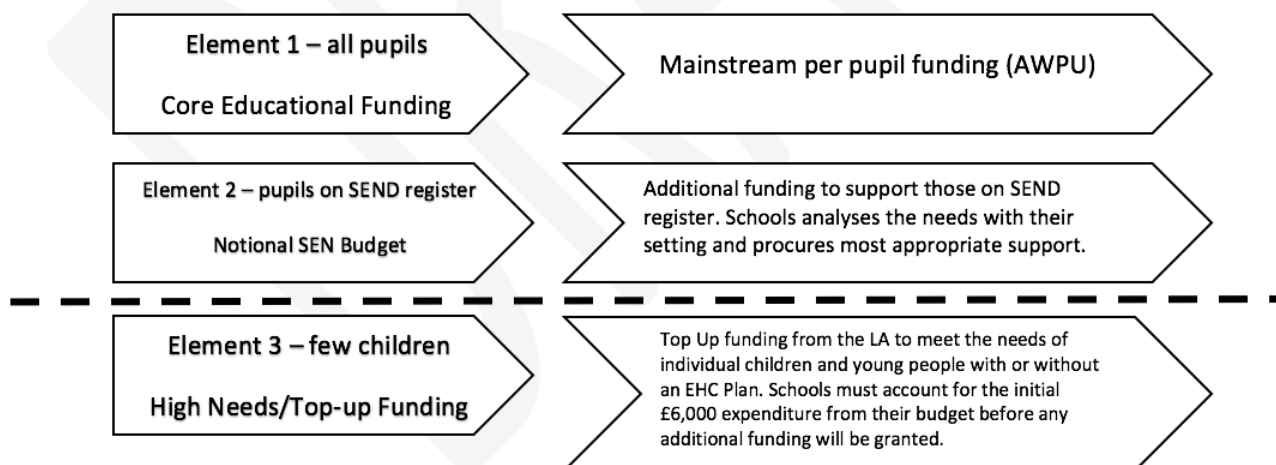 Element 1 – all pupils
Core Educational Funding
Mainstream per pupil funding (AWPU)
Element 2 – pupils on SEND register
Notional SEN Budget
Additional funding to support those on SEND
register. Schools analyses the needs with their
setting and procures most appropriate support.
Element 3 – few children
High Needs/Top-up Funding
Top Up funding from the LA to meet the needs of
individual children and young people with or without
an EHC Plan. Schools must account for the initial
£6,000 expenditure from their budget before any
additional funding will be granted.